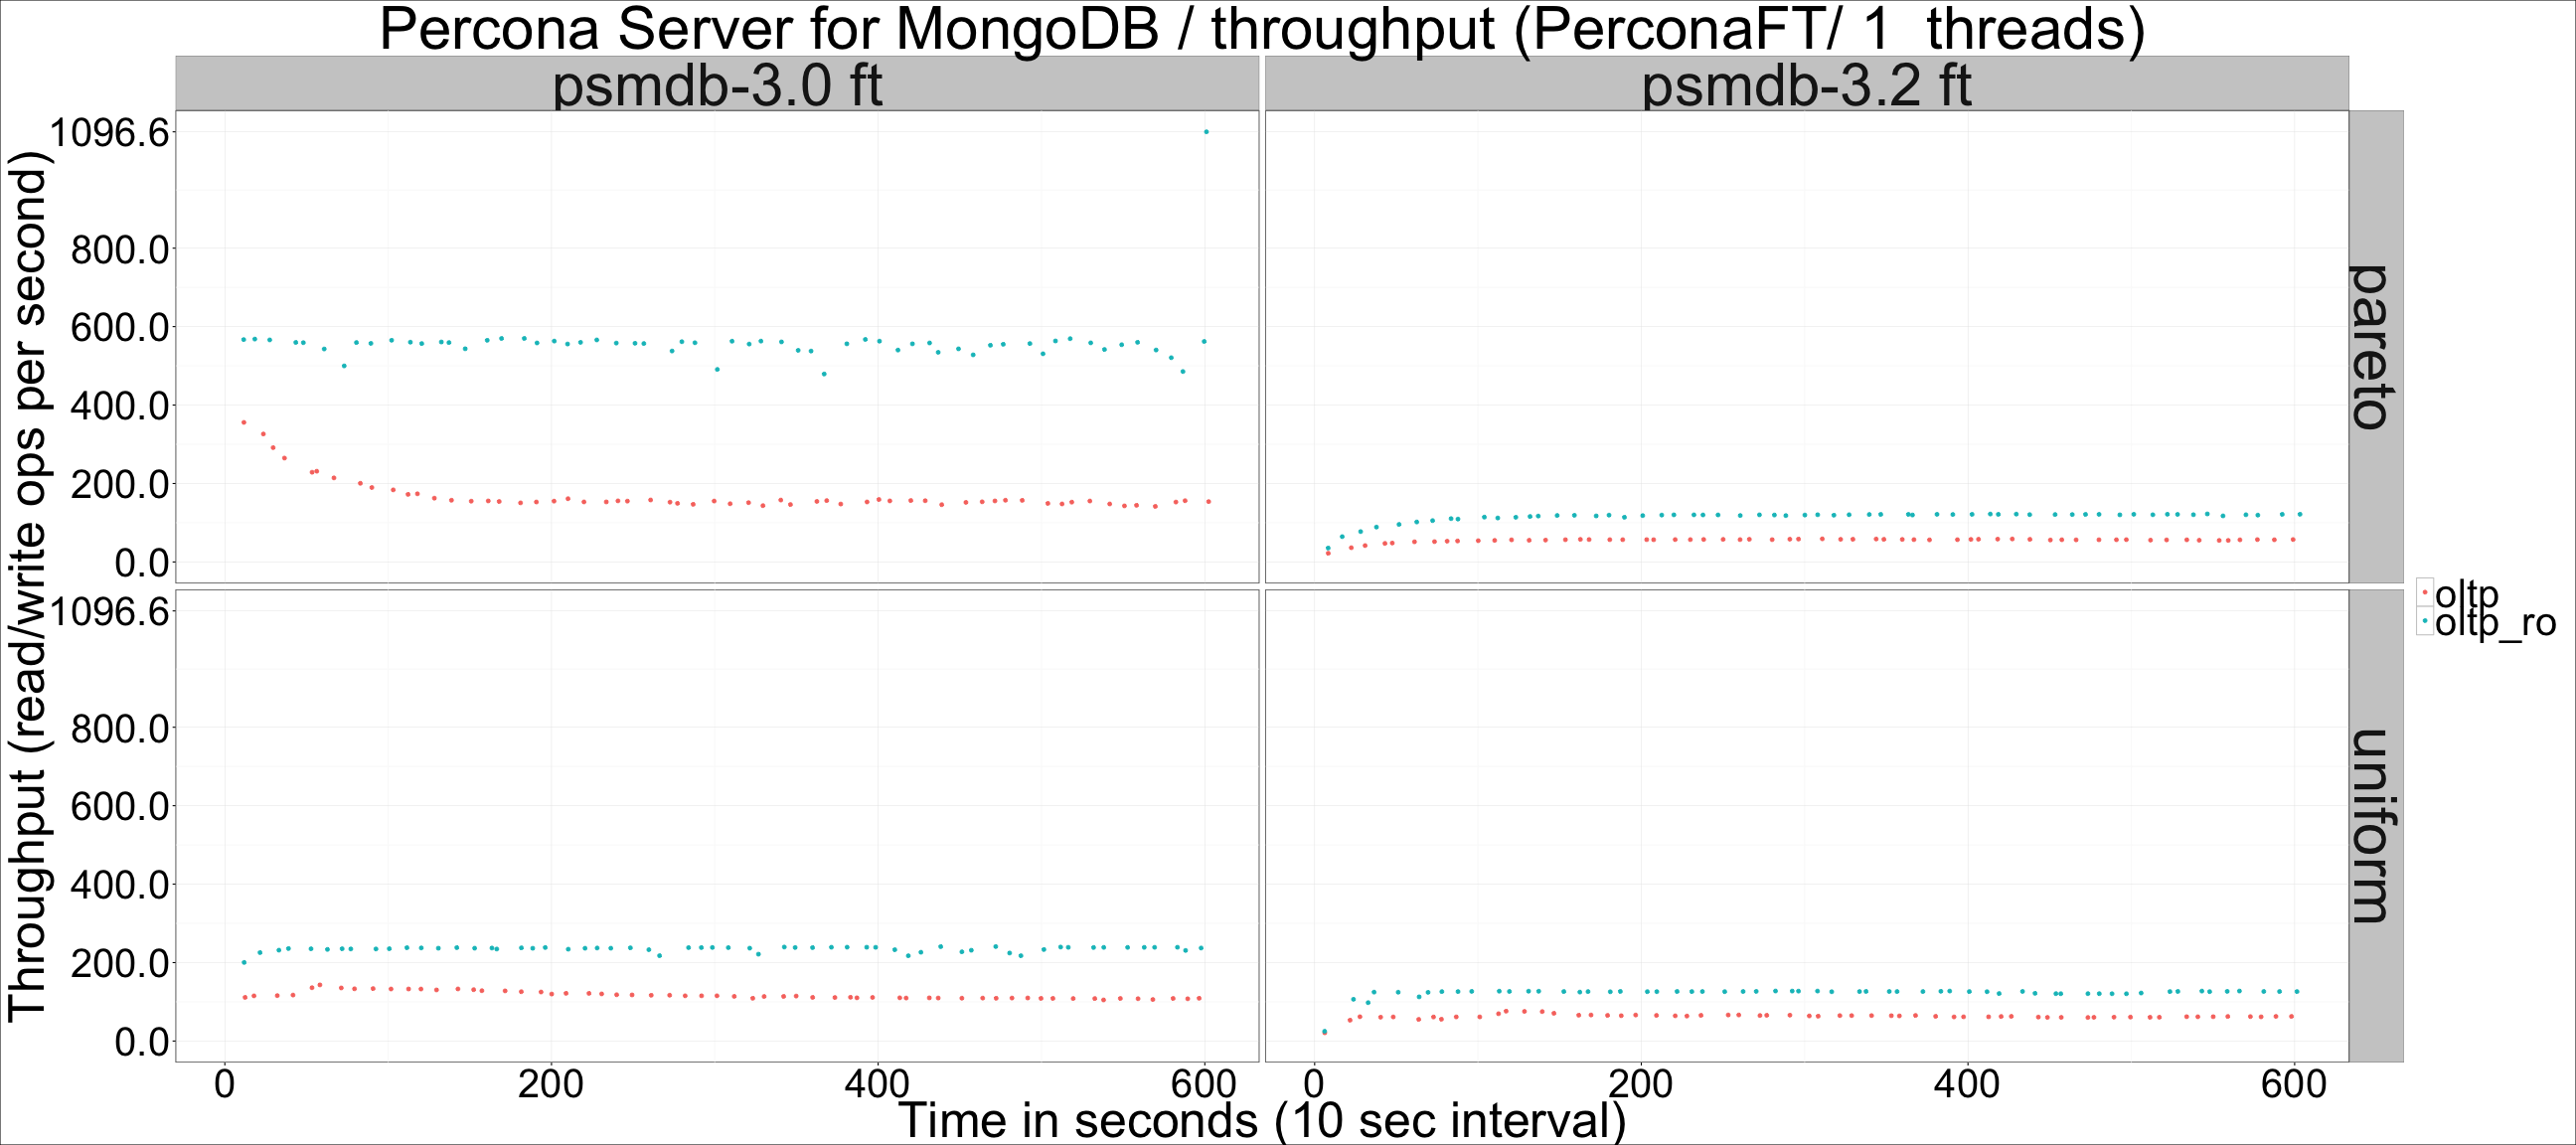 Percona Server for MongoDB / throughput (PerconaFT/ 1  threads)
psmdb-3.0 ft
psmdb-3.2 ft
Throughput (read/write ops per second)
1096.6
800.0
600.0
400.0
200.0
0.0
pareto
1096.6
800.0
600.0
400.0
200.0
0.0
uniform
oltp
oltp_ro
0 200 400 600 0 200 400 600
Time in seconds (10 sec interval)